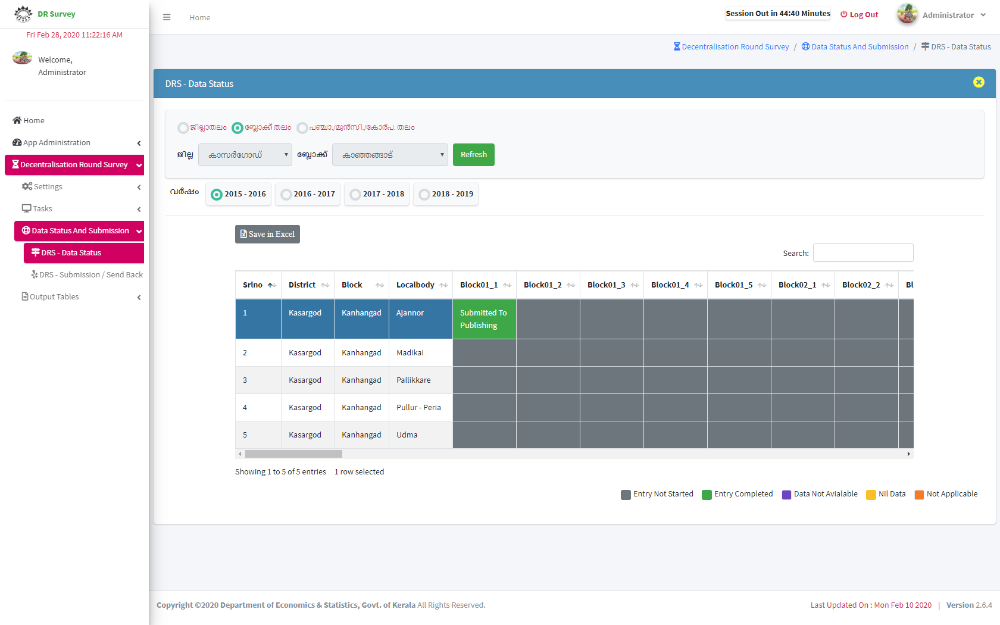 DR Survey
Fri Feb 28, 2020 11:22:16 AM
Welcome,
Administrator
Home
App Administration
Decentralisation Round Survey
Settings
Tasks
Data Status And Submission
DRS - Data Status
DRS - Submission / Send Back
Output Tables
Home
Session Out in 44:40 Minutes
Log Out
Administrator
Decentralisation Round Survey / Data Status And Submission / DRS - Data Status
DRS - Data Status
ജില്ലാതലം ബ്ലോക്ക് തലം പഞ്ചാ./മുൻസി./കോർപ. തലം
ജില്ല കാസർഗോഡ് ബ്ലോക്ക് കാഞ്ഞങ്ങാട് Refresh
വർഷം 2015 - 2016 2016 - 2017 2017 - 2018 2018 - 2019
Save in Excel
Search:
Srlno District Block Localbody Block01_1 Block01_2 Block01_3 Block01_4 Block01_5 Block02_1 Block02_2 Bl
1 Kasargod Kanhangad Ajannor Submitted To
Publishing
2 Kasargod Kanhangad Madikai
3 Kasargod Kanhangad Pallikkare
4 Kasargod Kanhangad Pullur - Peria
5 Kasargod Kanhangad Udma
Showing 1 to 5 of 5 entries 1 row selected
Entry Not Started Entry Completed Data Not Avialable Nil Data Not Applicable
Copyright ©2020 Department of Economics & Statistics, Govt. of Kerala All Rights Reserved.
Last Updated On : Mon Feb 10 2020 | Version 2.6.4